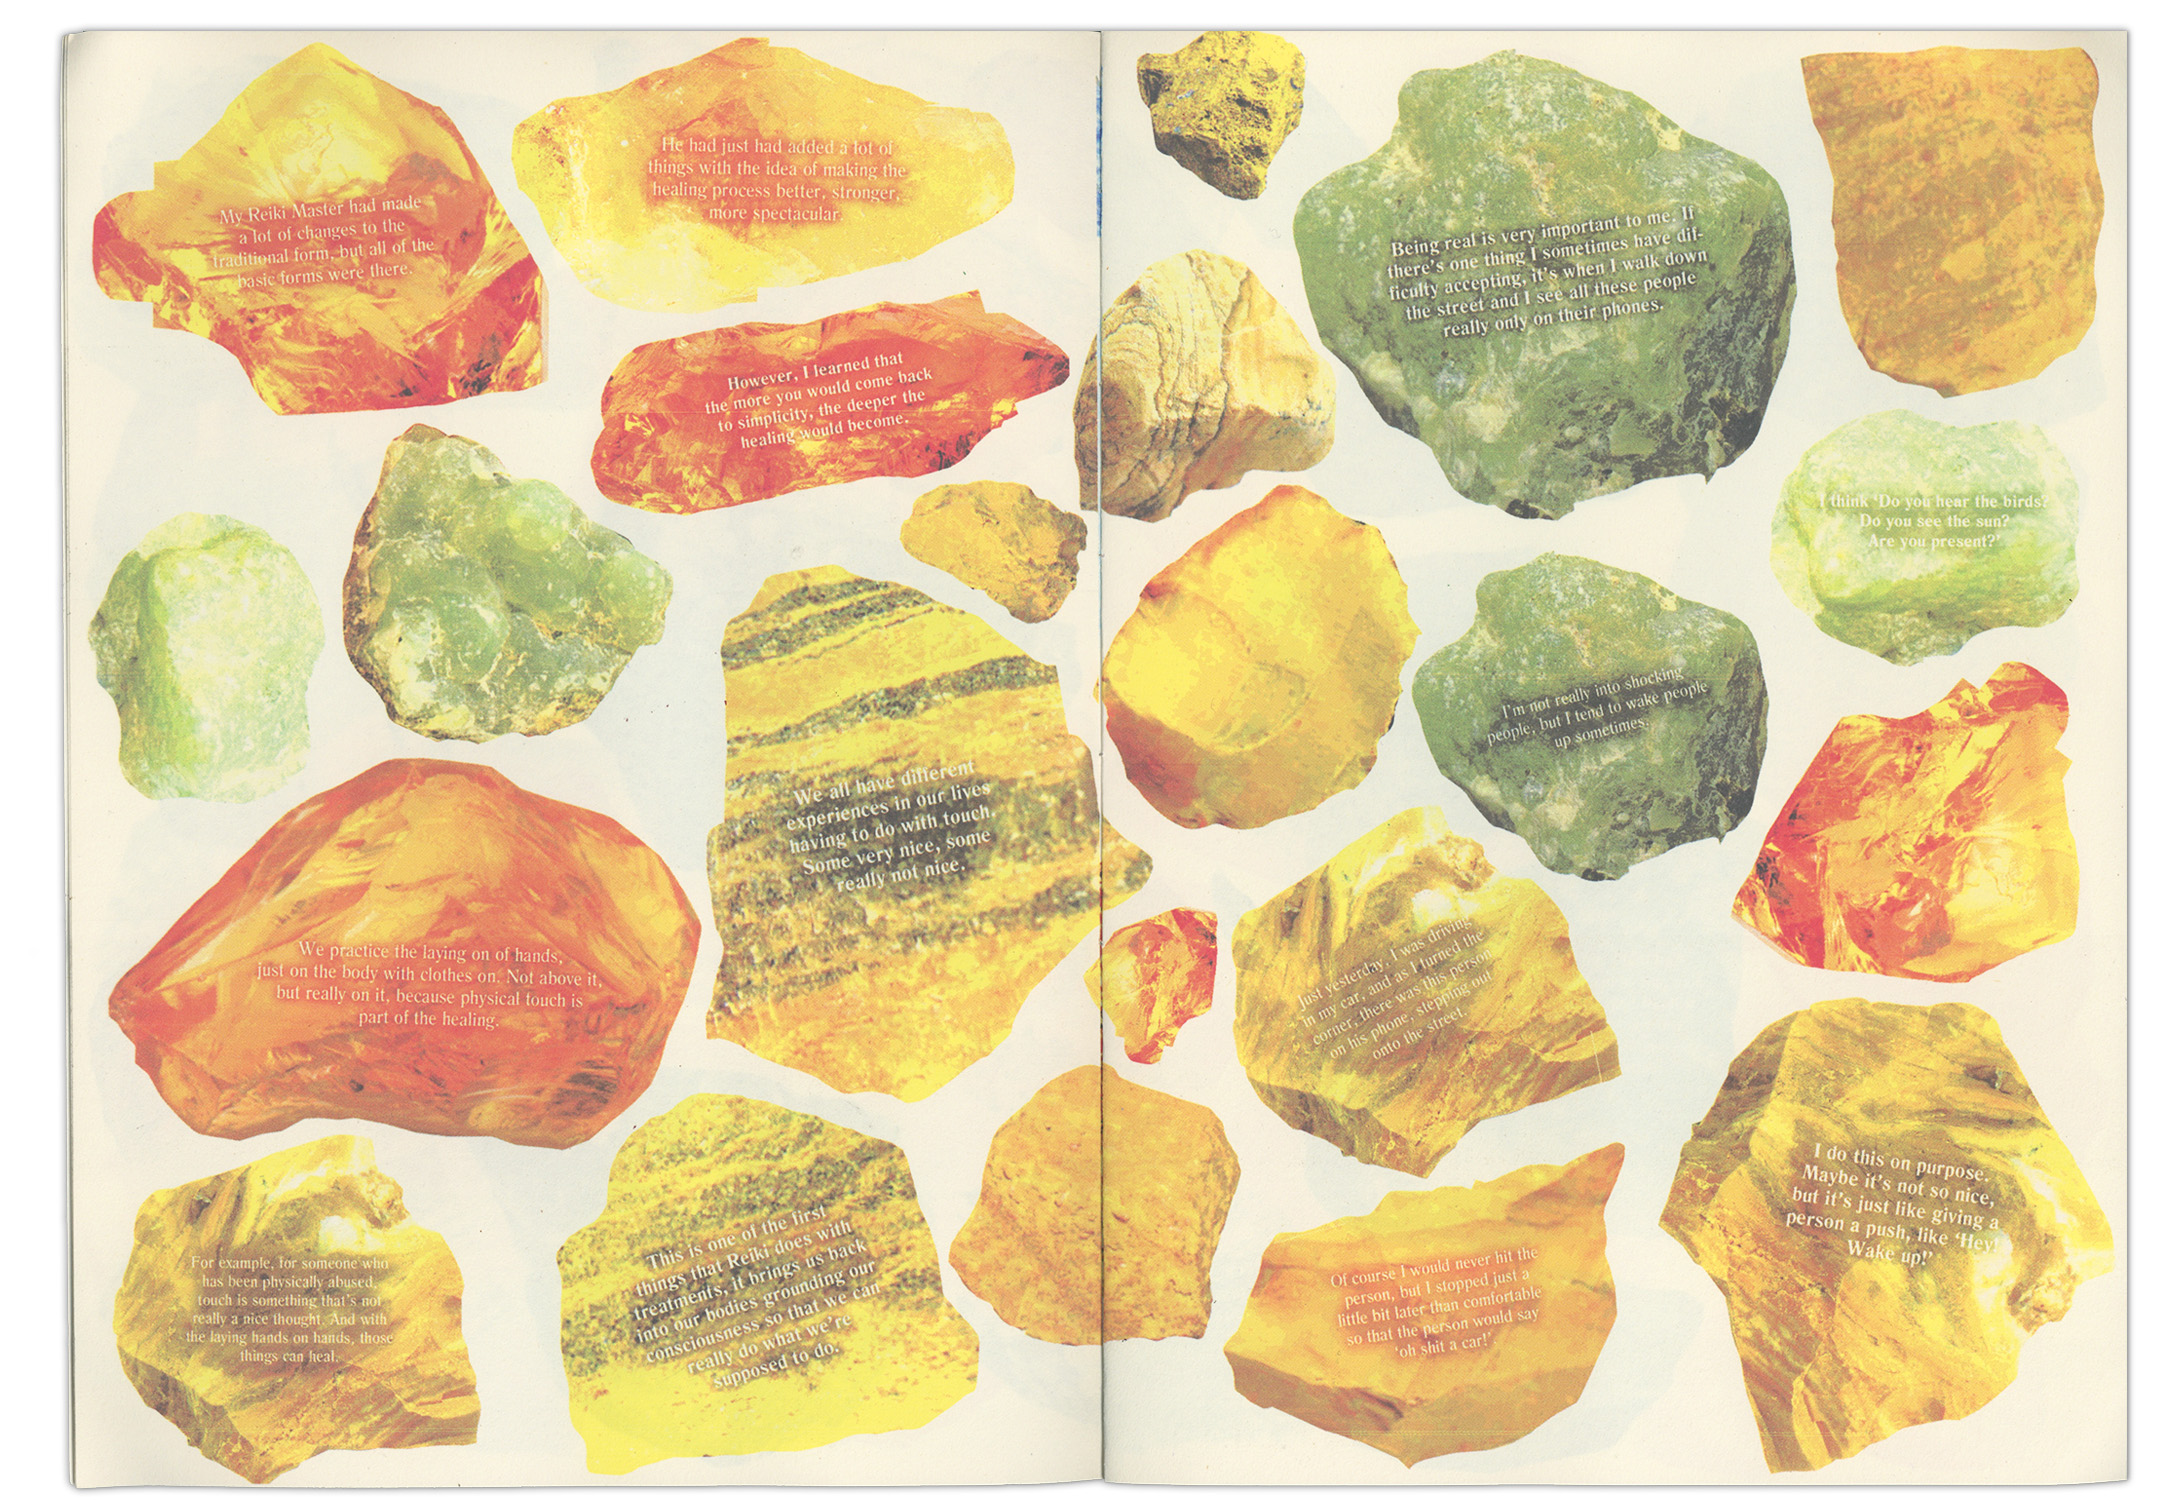 My Reiki Master had made
a lot of changes to the
traditional form, but all of the
basic forms were there.
He had just had added a lot of
things with the idea of making the
healing process better, stronger,
more spectacular.
However, I learned that
the more you would come back
to simplicity, the deeper the
healing would become.
We all have different
experiences in our lives
having to do with touch.
Some very nice, some
really not nice.
We practice the laying on of hands,
just on the body with clothes on. Not above it,
but really on it, because physical touch is
part of the healing.
For example, for someone who
has been physically abused,
touch is something that's not
really a nice thought. And with
the laying hands on hands, those
things can heal.
This is one of the first
things that Reiki does with
treatments, it brings us back
into our bodies grounding our
consciousness so that we can
really do what we're
supposed to do.
Being real is very important to me. If
there's one thing I sometimes have dif-
ficulty accepting, it's when I walk down
the street and I see all these people
really only on their phones.
I think 'Do you hear the birds?
Do you see the sun?
Are you present?'
I'm not really into shocking
people, but I tend to wake people
up sometimes.
Just yesterday, I was driving
in my car, and as I turned the
corner, there was this person
on his phone, stepping out
onto the street.
Of course I would never hit the
person, but I stopped just a
little bit later than comfortable
so that the person would say
'oh shit a car!'
I do this on purpose.
Maybe it's not so nice,
but it's just like giving a
person a push, like 'Hey!
Wake up!'